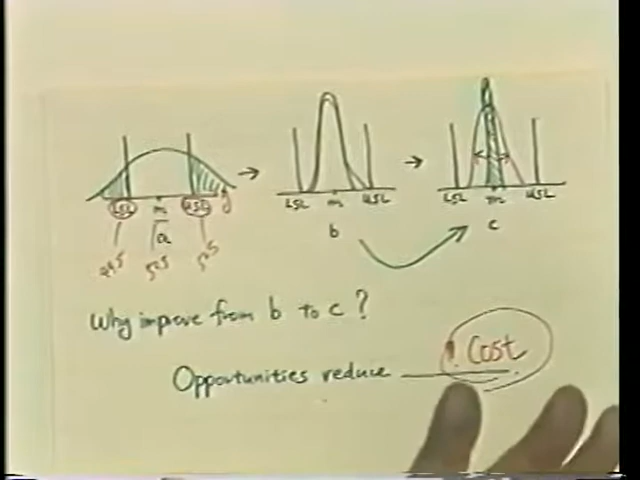 LSL m USL y LSL m USL LSL m USL
a b c
Why improve from b to c?
Opportunities reduce Cost